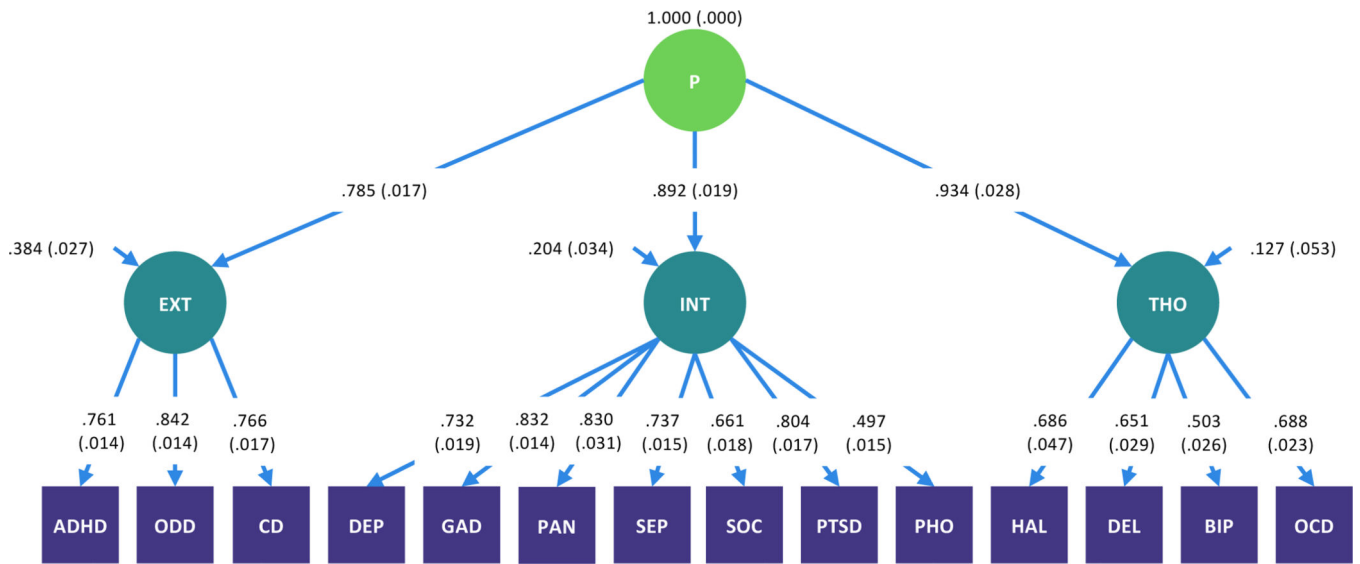 1.000 (.000)
P
.785 (.017)
.892 (.019)
.934 (.028)
.384 (.027)
.204 (.034)
.127 (.053)
EXT
INT
THO
.761 .842 .766 .732 .832 .830 .737 .661 .804 .497 .686 .651 .503 .688
(.014) (.014) (.017) (.019) (.014) (.031) (.015) (.018) (.017) (.015) (.047) (.029) (.026) (.023)
ADHD ODD CD DEP GAD PAN SEP SOC PTSD PHO HAL DEL BIP OCD